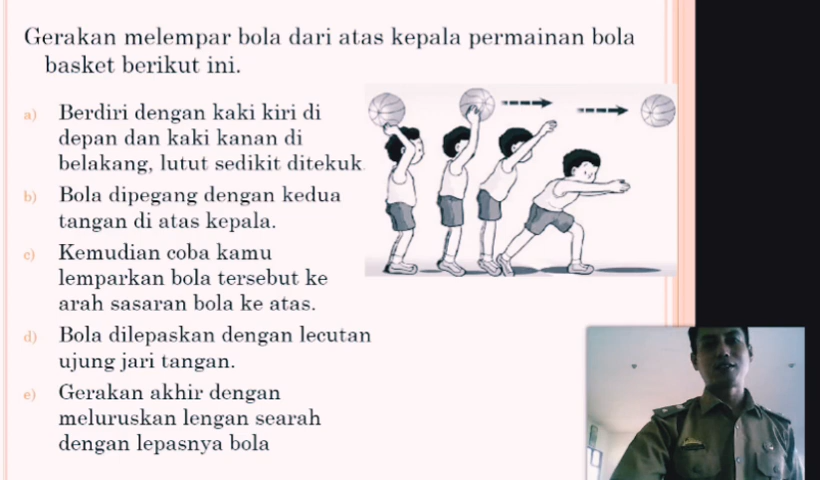 Gerakan melempar bola dari atas kepala permainan bola
basket berikut ini.
a) Berdiri dengan kaki kiri di
depan dan kaki kanan di
belakang, lutut sedikit ditekuk.
b) Bola dipegang dengan kedua
tangan di atas kepala.
c) Kemudian coba kamu
lemparkan bola tersebut ke
arah sasaran bola ke atas.
d) Bola dilepaskan dengan lecutan
ujung jari tangan.
e) Gerakan akhir dengan
meluruskan lengan searah
dengan lepasnya bola